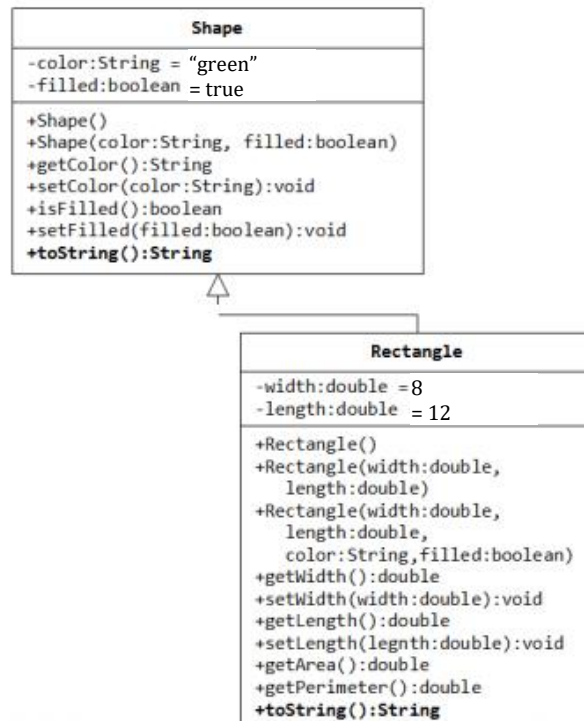 Shape
-color:String = “green”
-filled:boolean = true
+Shape()
+Shape(color:String, filled:boolean)
+getColor():String
+setColor(color:String):void
+isFilled():boolean
+setFilled(filled:boolean):void
+toString():String
Rectangle
-width:double =8
-length:double = 12
+Rectangle()
+Rectangle(width:double,
length:double)
+Rectangle(width:double,
length:double,
color:String,filled:boolean)
+getWidth():double
+setWidth(width:double):void
+getLength():double
+setLength(legnth:double):void
+getArea():double
+getPerimeter():double
+toString():String